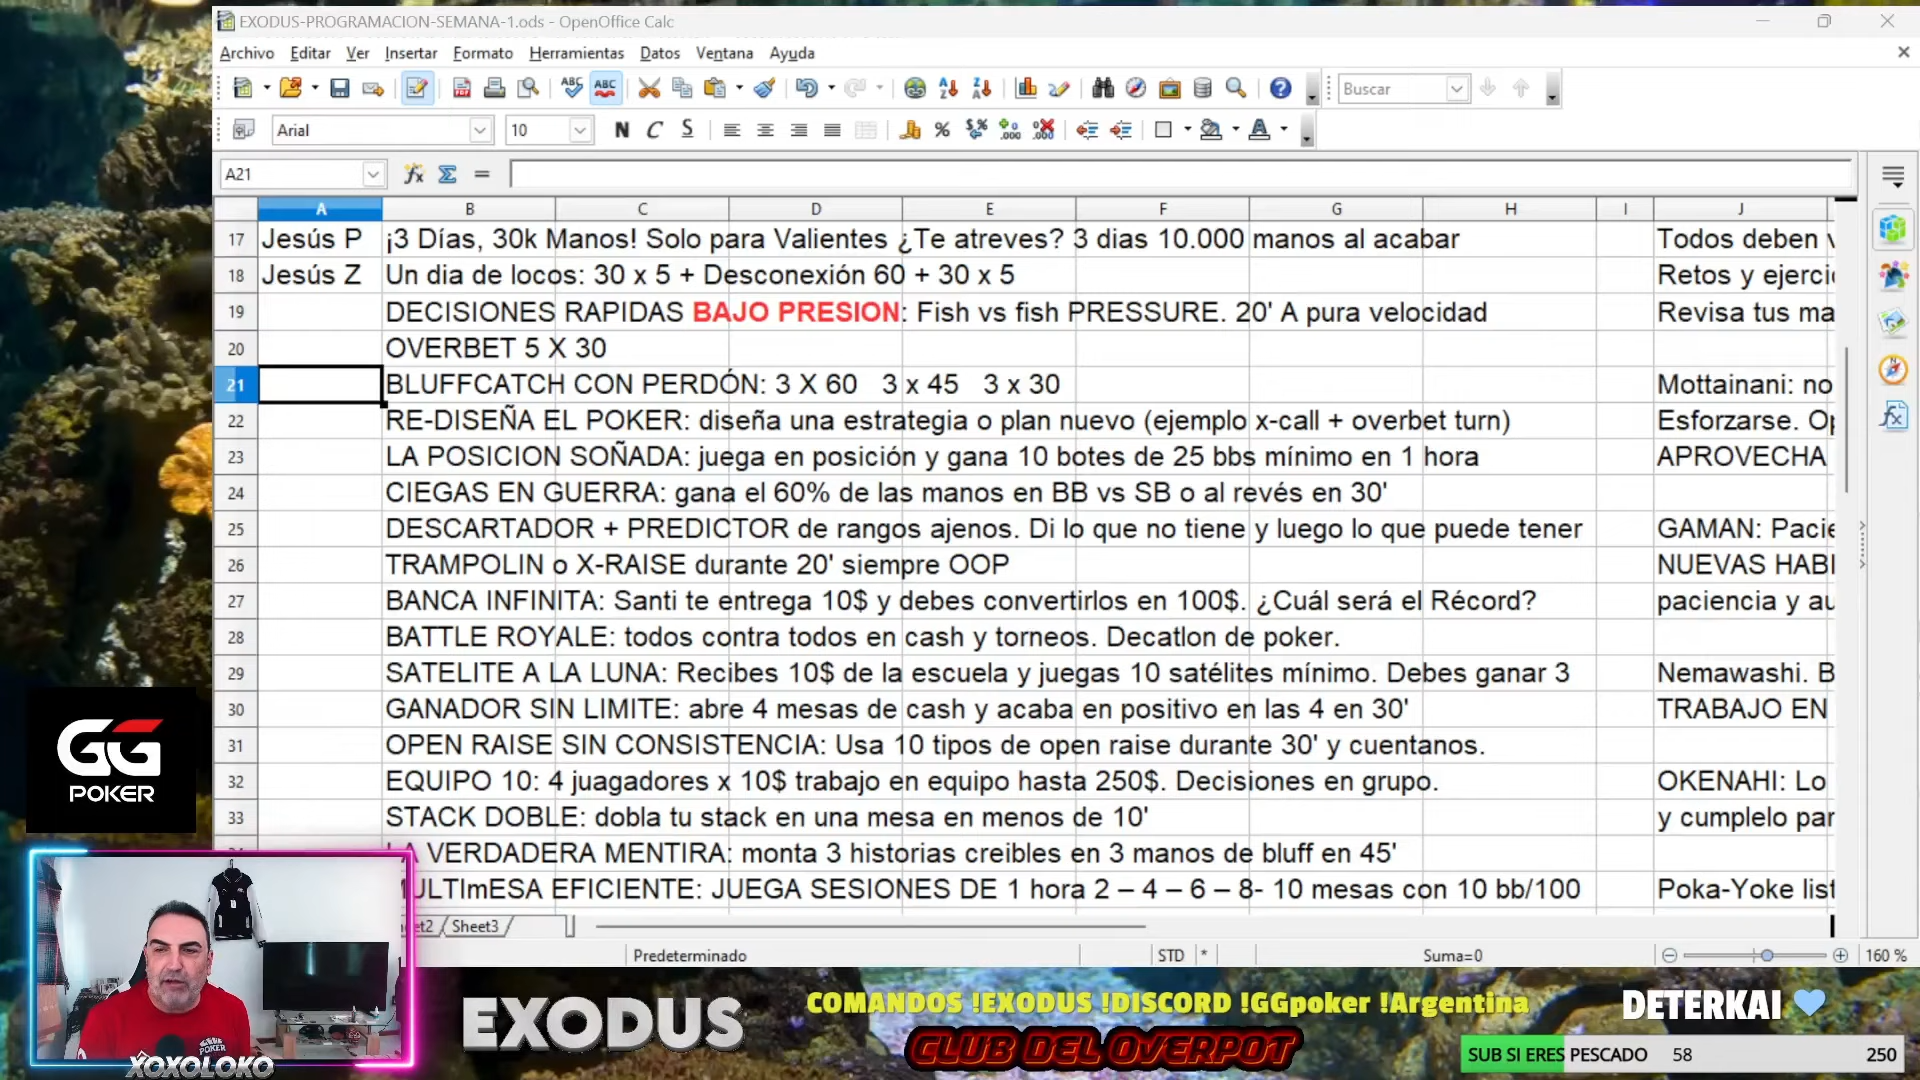 EXODUS-PROGRAMACION-SEMANA-1.ods - OpenOffice Calc
Archivo Editar Ver Insertar Formato Herramientas Datos Ventana Ayuda
Buscar
Arial 10 N C S
A21
A B C D E F G H I J
17 Jesús P ¡3 Días, 30k Manos! Solo para Valientes ¿Te atreves? 3 dias 10.000 manos al acabar Todos deben v
18 Jesús Z Un dia de locos: 30 x 5 + Desconexión 60 + 30 x 5 Retos y ejerci
19 DECISIONES RAPIDAS BAJO PRESION: Fish vs fish PRESSURE. 20' A pura velocidad Revisa tus ma
20 OVERBET 5 X 30
21 BLUFFCATCH CON PERDÓN: 3 X 60 3 x 45 3 x 30 Mottainani: no
22 RE-DISEÑA EL POKER: diseña una estrategia o plan nuevo (ejemplo x-call + overbet turn) Esforzarse. Op
23 LA POSICION SOÑADA: juega en posición y gana 10 botes de 25 bbs mínimo en 1 hora APROVECHA
24 CIEGAS EN GUERRA: gana el 60% de las manos en BB vs SB o al revés en 30'
25 DESCARTADOR + PREDICTOR de rangos ajenos. Di lo que no tiene y luego lo que puede tener GAMAN: Pacie
26 TRAMPOLIN o X-RAISE durante 20' siempre OOP NUEVAS HABI
27 BANCA INFINITA: Santi te entrega 10$ y debes convertirlos en 100$. ¿Cuál será el Récord? paciencia y au
28 BATTLE ROYALE: todos contra todos en cash y torneos. Decatlon de poker.
29 SATELITE A LA LUNA: Recibes 10$ de la escuela y juegas 10 satélites mínimo. Debes ganar 3 Nemawashi. B
30 GANADOR SIN LIMITE: abre 4 mesas de cash y acaba en positivo en las 4 en 30' TRABAJO EN
31 OPEN RAISE SIN CONSISTENCIA: Usa 10 tipos de open raise durante 30' y cuentanos.
32 EQUIPO 10: 4 juagadores x 10$ trabajo en equipo hasta 250$. Decisiones en grupo. OKENAHI: Lo
33 STACK DOBLE: dobla tu stack en una mesa en menos de 10' y cumplelo par
LA VERDADERA MENTIRA: monta 3 historias creibles en 3 manos de bluff en 45'
MULTImESA EFICIENTE: JUEGA SESIONES DE 1 hora 2 – 4 – 6 – 8- 10 mesas con 10 bb/100 Poka-Yoke list
eet2 Sheet3
Predeterminado STD * Suma=0 160 %
GG
POKER
XOXOLOKO
EXODUS
COMANDOS !EXODUS !DISCORD !GGpoker !Argentina
CLUB DEL OVERPOT
DETERKAI
SUB SI ERES PESCADO 58 250